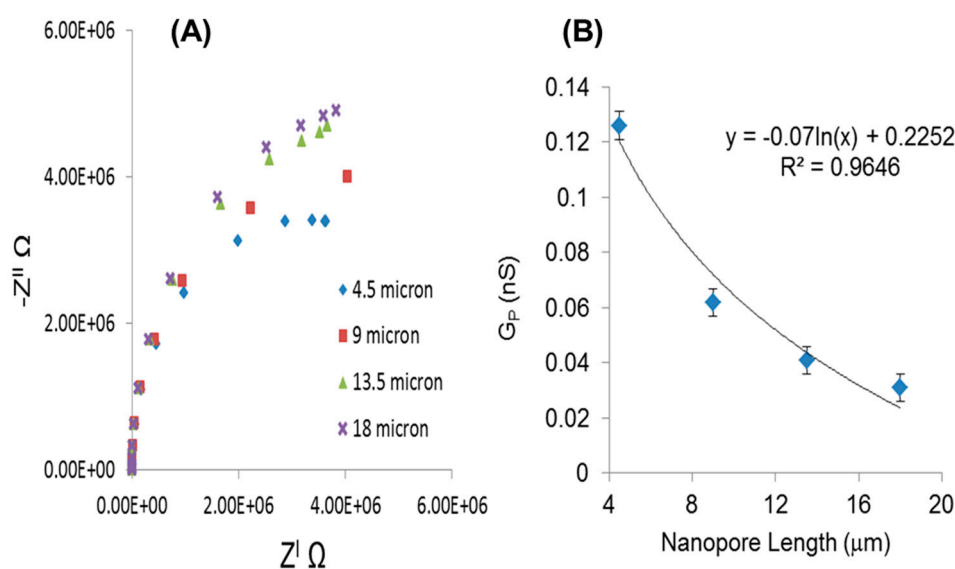 (A)
6.00E+06
4.00E+06
2.00E+06
0.00E+00
-Z^II Ω
0.00E+00 2.00E+06 4.00E+06 6.00E+06
Z^I Ω
4.5 micron
9 micron
13.5 micron
18 micron
(B)
0.14
0.12
0.1
0.08
0.06
0.04
0.02
0
G_P (nS)
y = -0.07ln(x) + 0.2252
R² = 0.9646
4 8 12 16 20
Nanopore Length (μm)